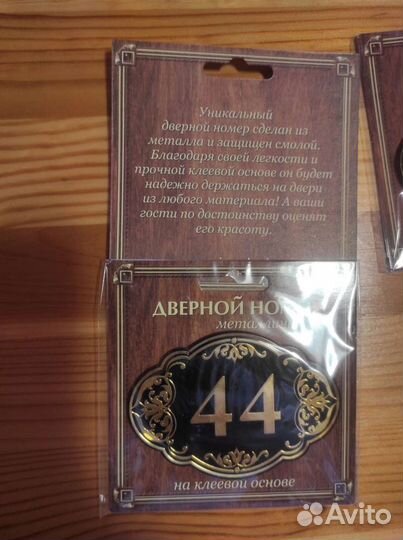 Уникальный
дверной номер сделан из
металла и защищен смолой.
Благодаря своей легкости и
прочной клеевой основе он будет
надежно держаться на двери
из любого материала! А ваши
гости по достоинству оценят
его красоту.
ДВЕРНОЙ
44
на клеевой основе
Avito